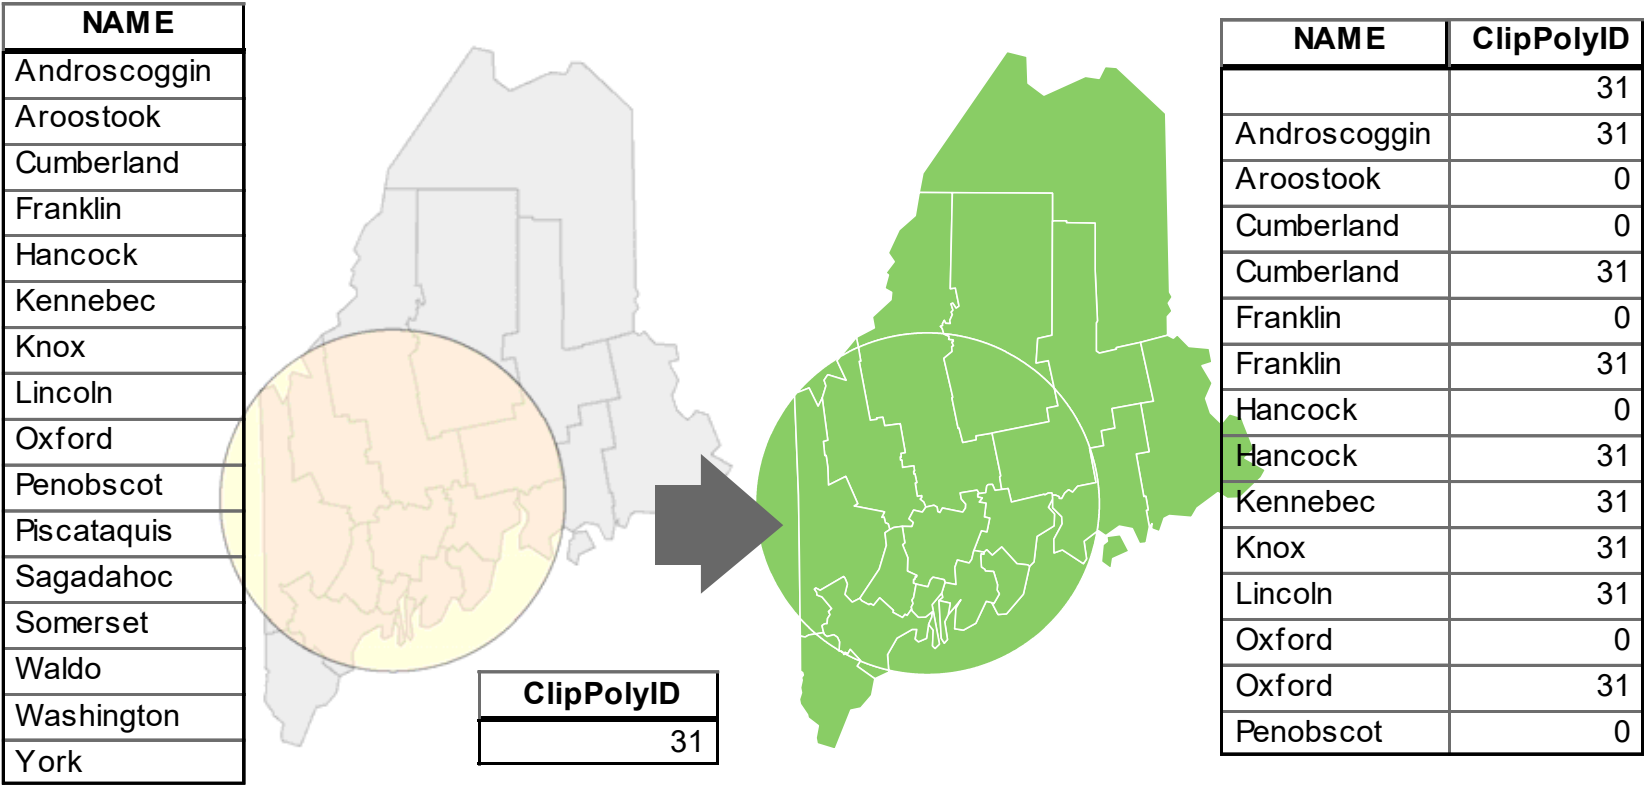 NAME
Androscoggin
Aroostook
Cumberland
Franklin
Hancock
Kennebec
Knox
Lincoln
Oxford
Penobscot
Piscataquis
Sagadahoc
Somerset
Waldo
Washington
York
ClipPolyID
31
NAME ClipPolyID
31
Androscoggin 31
Aroostook 0
Cumberland 0
Cumberland 31
Franklin 0
Franklin 31
Hancock 0
Hancock 31
Kennebec 31
Knox 31
Lincoln 31
Oxford 0
Oxford 31
Penobscot 0